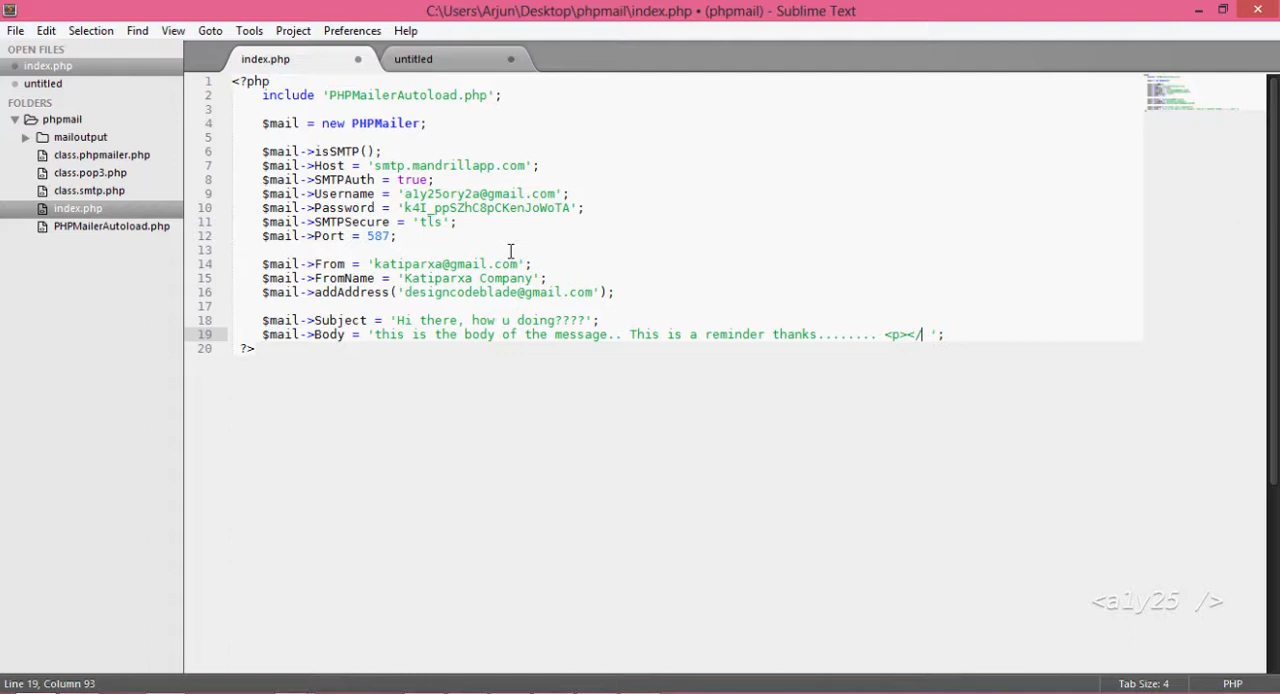 C:\Users\Arjun\Desktop\phpmail\index.php • (phpmail) - Sublime Text
File Edit Selection Find View Goto Tools Project Preferences Help
OPEN FILES
index.php
untitled
FOLDERS
phpmail
mailoutput
class.phpmailer.php
class.pop3.php
class.smtp.php
index.php
PHPMailerAutoload.php
index.php untitled
1 <?php
2 include 'PHPMailerAutoload.php';
3
4 $mail = new PHPMailer;
5
6 $mail->isSMTP();
7 $mail->Host = 'smtp.mandrillapp.com';
8 $mail->SMTPAuth = true;
9 $mail->Username = 'a1y25ory2a@gmail.com';
10 $mail->Password = 'k4I_ppSZhC8pCKenJoWoTA';
11 $mail->SMTPSecure = 'tls';
12 $mail->Port = 587;
13
14 $mail->From = 'katiparxa@gmail.com';
15 $mail->FromName = 'Katiparxa Company';
16 $mail->addAddress('designcodeblade@gmail.com');
17
18 $mail->Subject = 'Hi there, how u doing????';
19 $mail->Body = 'this is the body of the message.. This is a reminder thanks........ <p></ ';
20 ?>
<a1y25 />
Line 19, Column 93
Tab Size: 4 PHP